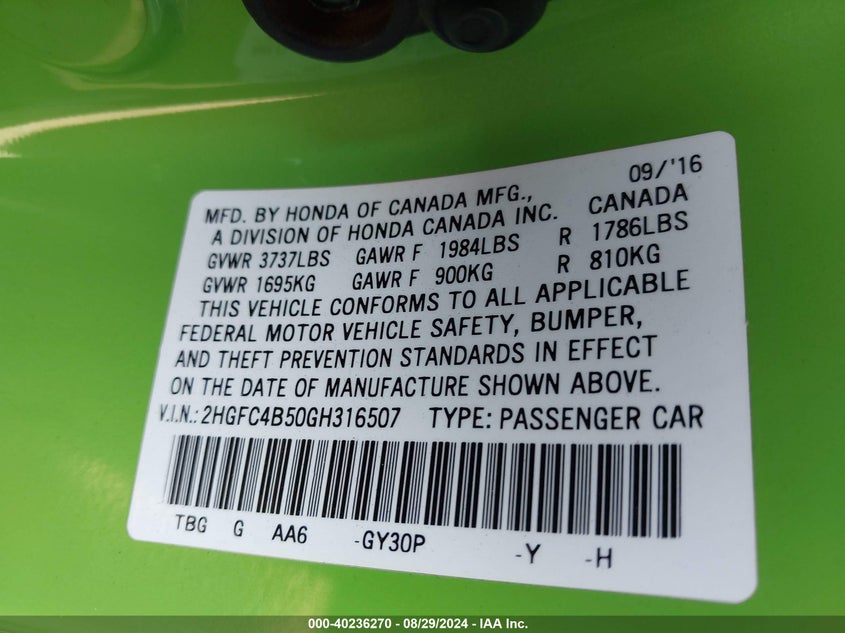 09/'16
MFD. BY HONDA OF CANADA MFG., CANADA
A DIVISION OF HONDA CANADA INC.
GVWR 3737LBS GAWR F 1984LBS R 1786LBS
GVWR 1695KG GAWR F 900KG R 810KG
THIS VEHICLE CONFORMS TO ALL APPLICABLE
FEDERAL MOTOR VEHICLE SAFETY, BUMPER,
AND THEFT PREVENTION STANDARDS IN EFFECT
ON THE DATE OF MANUFACTURE SHOWN ABOVE.
V.I.N.: 2HGFC4B50GH316507 TYPE: PASSENGER CAR
TBG G AA6 -GY30P -Y -H
000-40236270 - 08/29/2024 - IAA Inc.